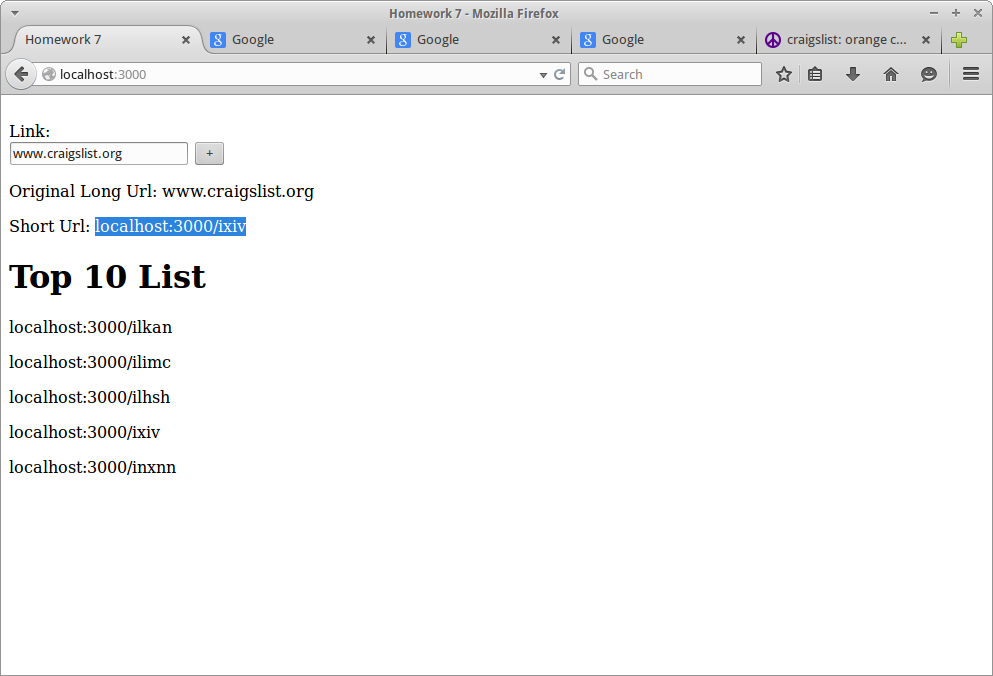 Homework 7 - Mozilla Firefox
Homework 7 Google Google Google craigslist: orange c...
localhost:3000 Search
Link:
www.craigslist.org +
Original Long Url: www.craigslist.org
Short Url: localhost:3000/ixiv
Top 10 List
localhost:3000/ilkan
localhost:3000/ilimc
localhost:3000/ilhsh
localhost:3000/ixiv
localhost:3000/inxnn